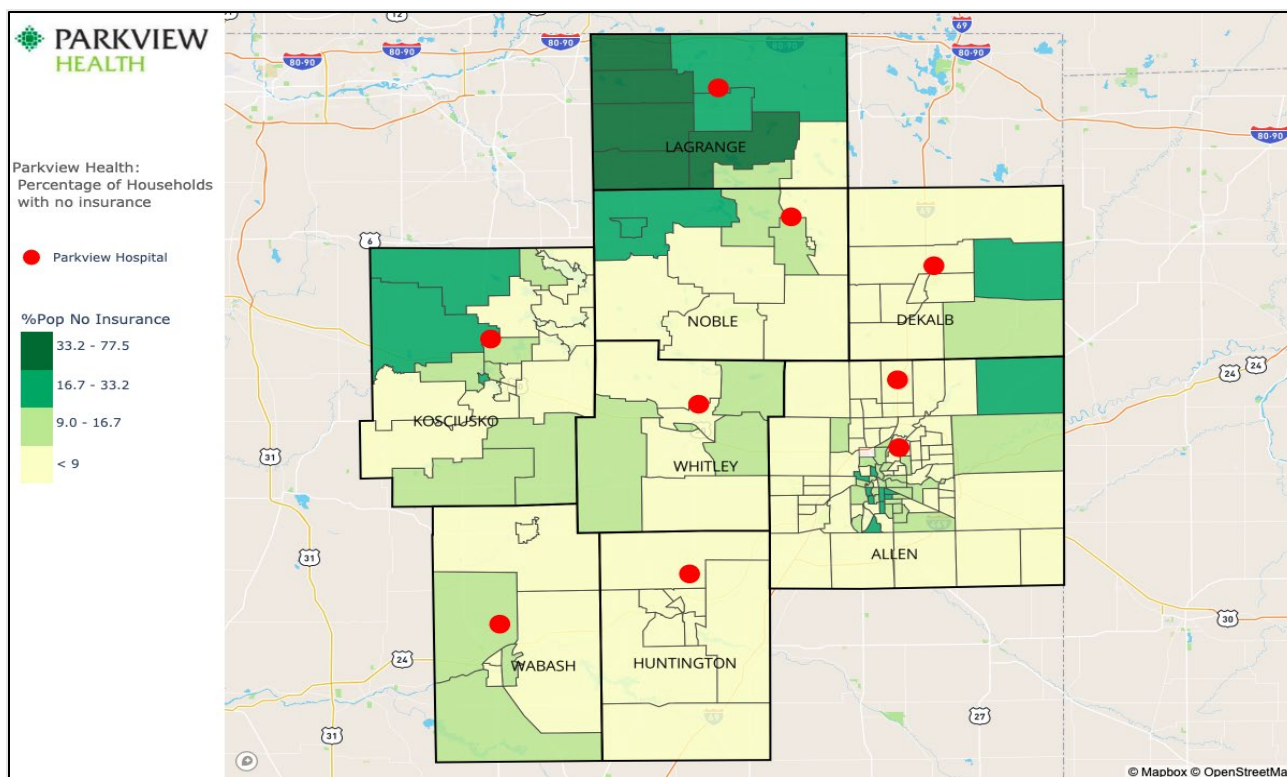 PARKVIEW
HEALTH
Parkview Health:
Percentage of Households
with no insurance
Parkview Hospital
%Pop No Insurance
33.2 - 77.5
16.7 - 33.2
9.0 - 16.7
< 9
12
80-90
80-90
80-90
69
80-90
80-90
LAGRANGE
6
69
NOBLE
DEKALB
24
24
KOSCIUSKO
31
WHITLEY
469
ALLEN
31
30
24
WABASH
HUNTINGTON
27
69
31
© Mapbox © OpenStreetMa